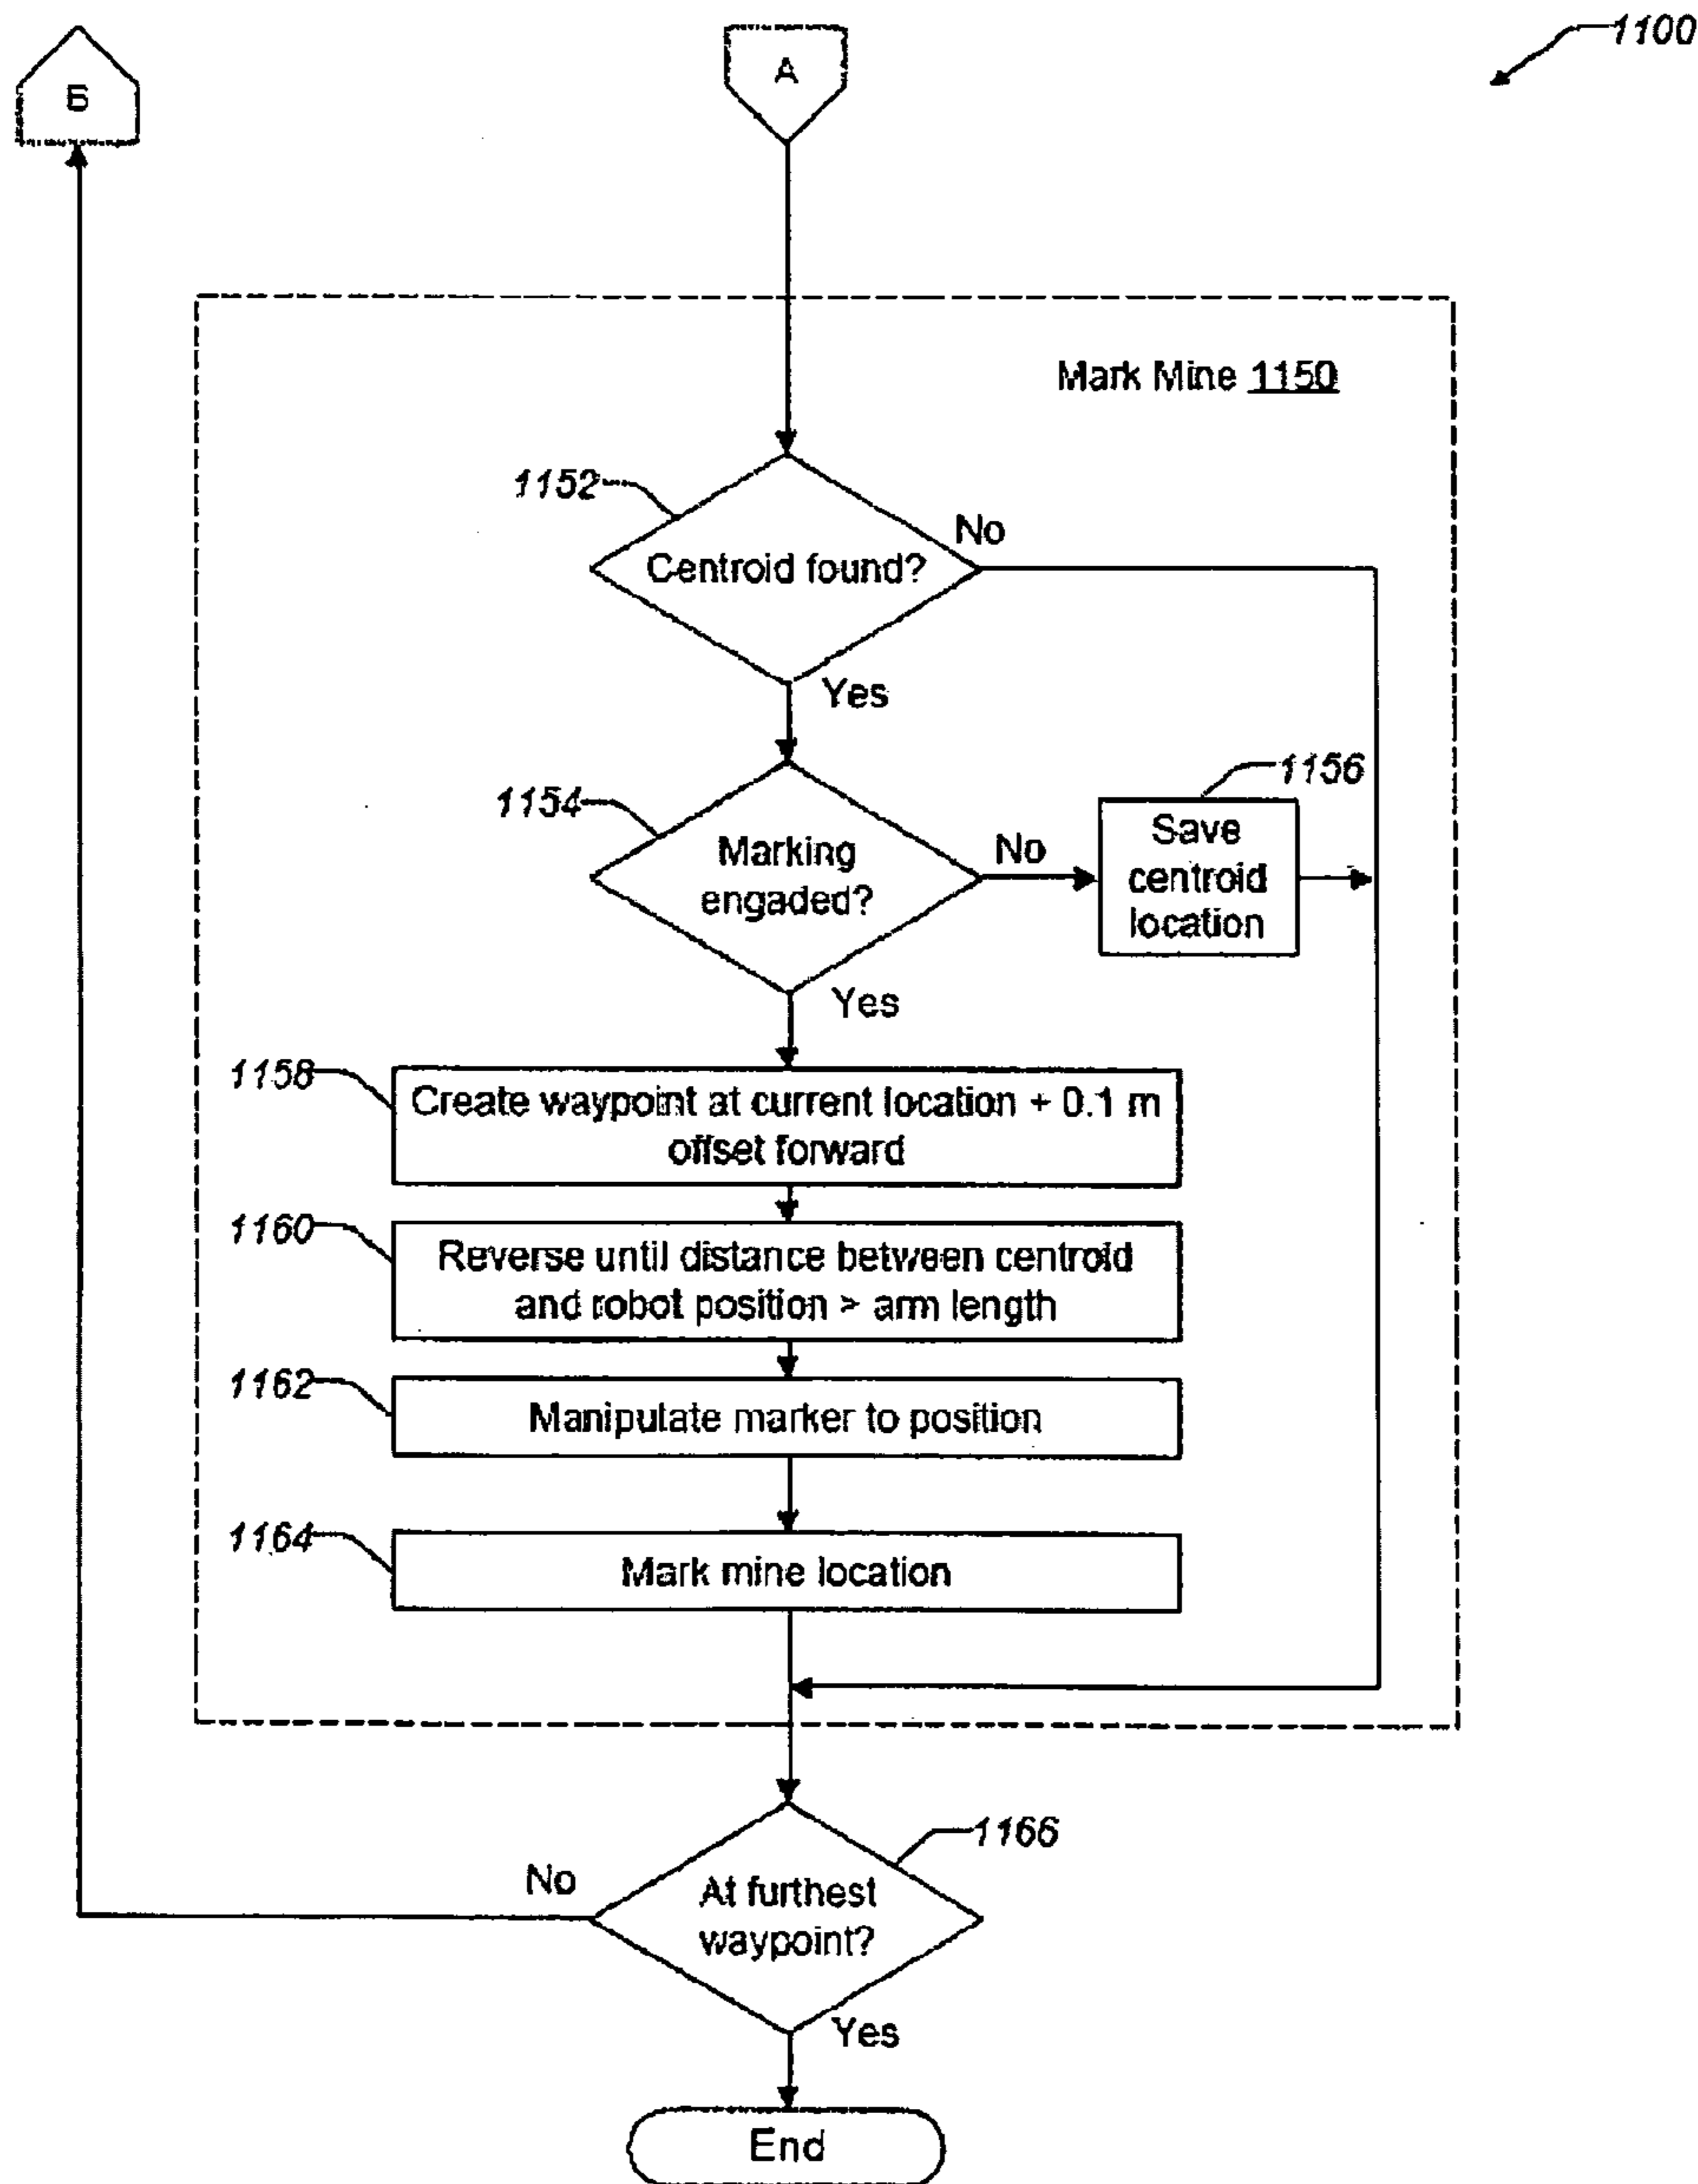 1100
B
A
Mark Mine 1150
1152
Centroid found?
No
Yes
1154
Marking
engaded?
No
1156
Save
centroid
location
Yes
1158
Create waypoint at current location + 0.1 m
offset forward
1160
Reverse until distance between centroid
and robot position > arm length
1162
Manipulate marker to position
1164
Mark mine location
1166
At furthest
waypoint?
No
Yes
End